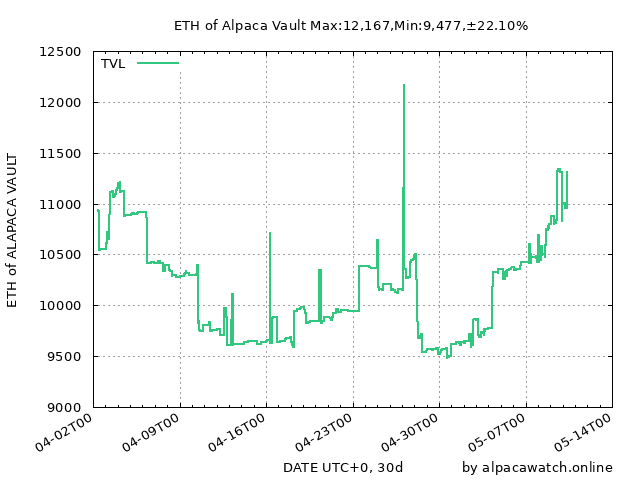 ETH of Alpaca Vault Max:12,167,Min:9,477,±22.10%
TVL
12500
12000
11500
11000
10500
10000
9500
9000
ETH of ALAPACA VAULT
04-02T00
04-09T00
04-16T00
04-23T00
04-30T00
05-07T00
05-14T00
DATE UTC+0, 30d
by alpacawatch.online